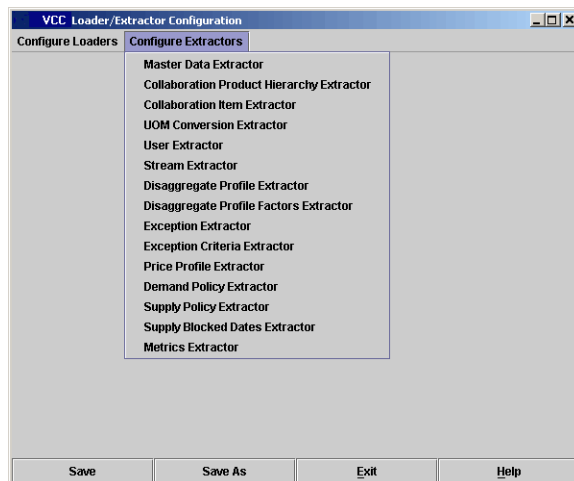 VCC Loader/Extractor Configuration
Configure Loaders Configure Extractors
Master Data Extractor
Collaboration Product Hierarchy Extractor
Collaboration Item Extractor
UOM Conversion Extractor
User Extractor
Stream Extractor
Disaggregate Profile Extractor
Disaggregate Profile Factors Extractor
Exception Extractor
Exception Criteria Extractor
Price Profile Extractor
Demand Policy Extractor
Supply Policy Extractor
Supply Blocked Dates Extractor
Metrics Extractor
Save Save As Exit Help